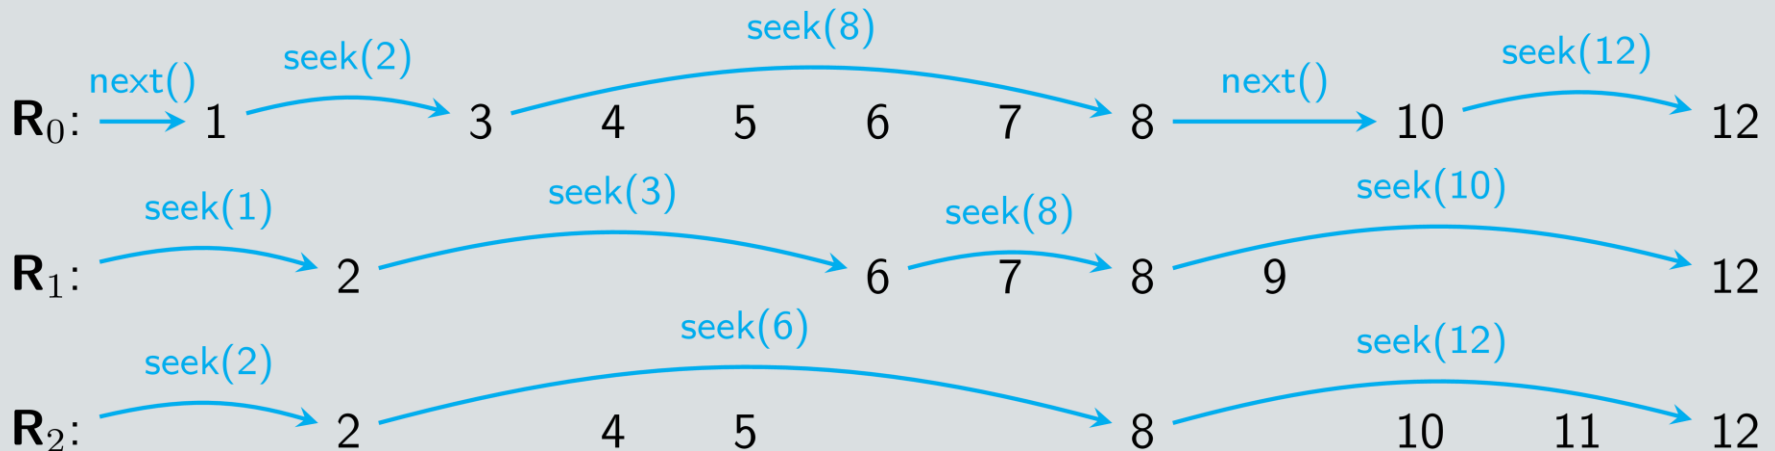 seek(8)
next() seek(2) next() seek(12)
R₀: 1 3 4 5 6 7 8 10 12
seek(1) seek(3) seek(8) seek(10)
R₁: 2 6 7 8 9 12
seek(2) seek(6) seek(12)
R₂: 2 4 5 8 10 11 12